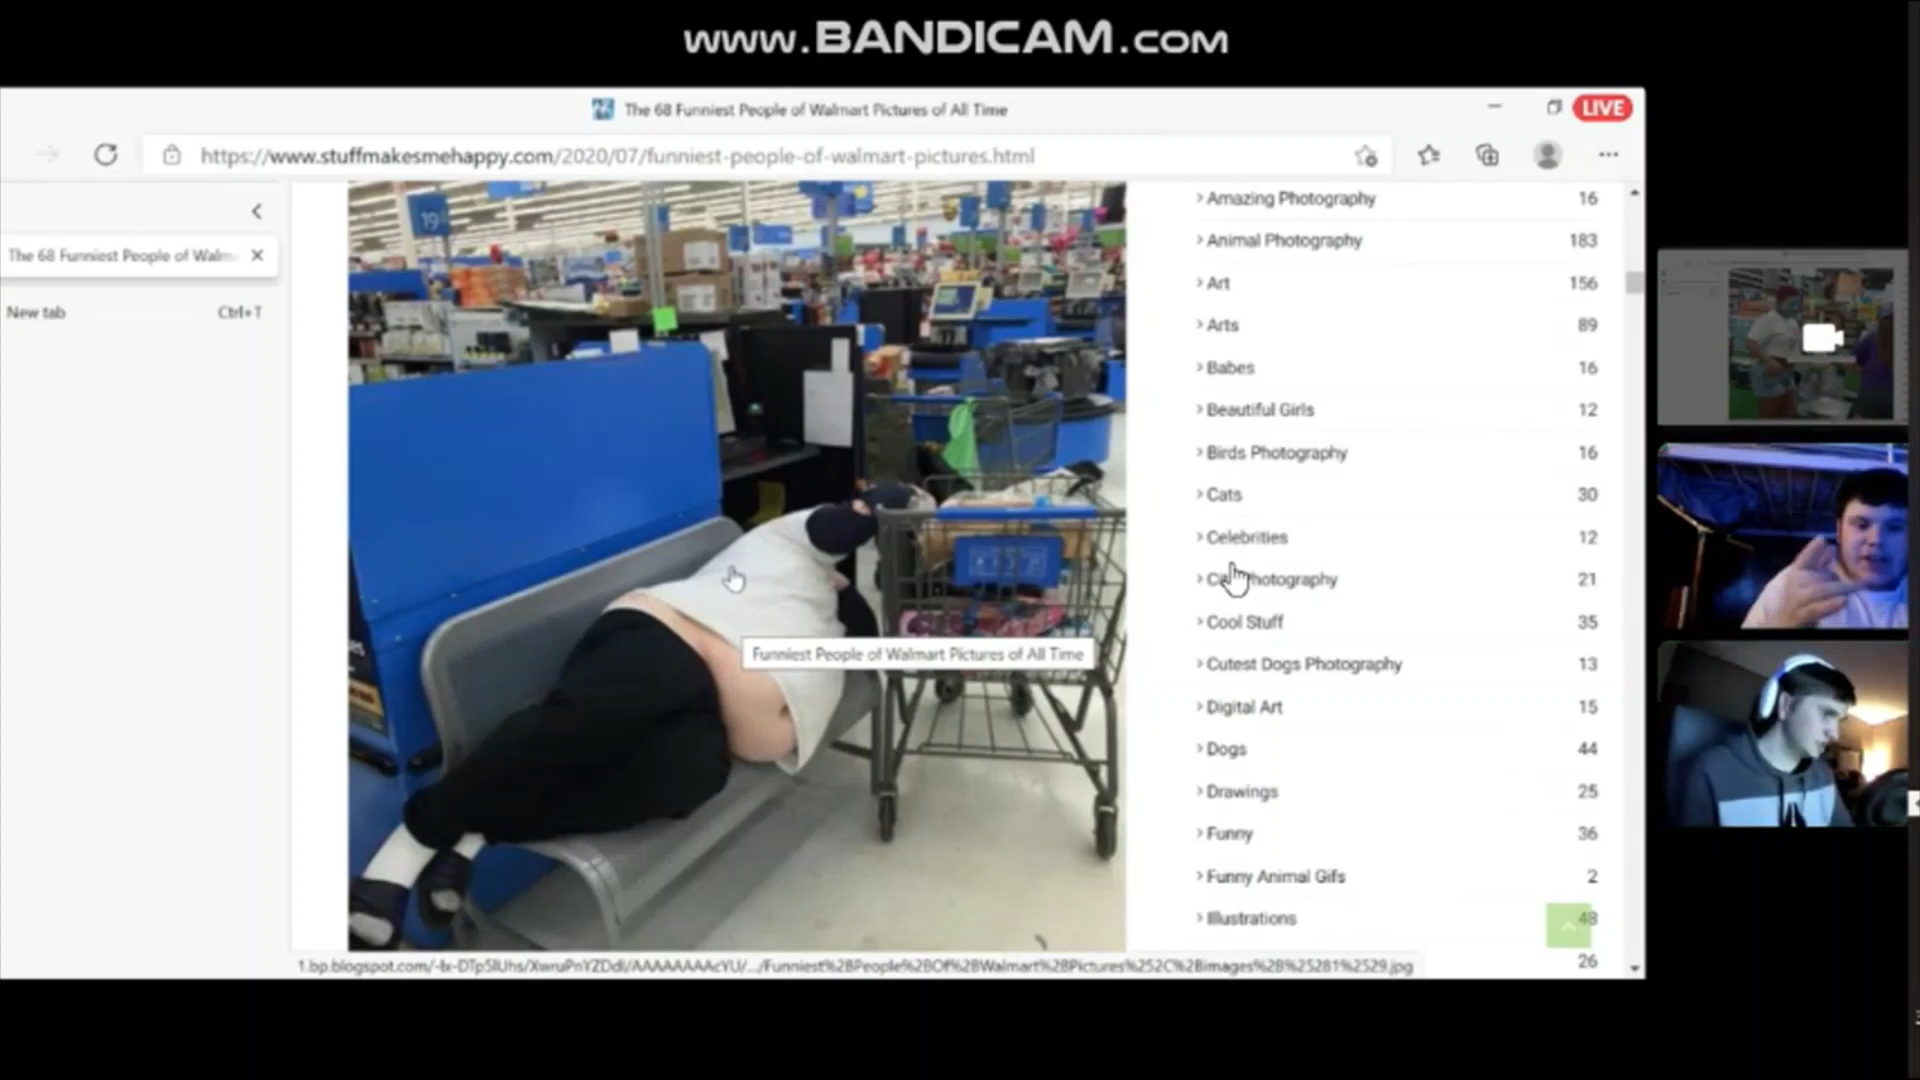 www.BANDICAM.com
The 68 Funniest People of Walmart Pictures of All Time
LIVE
https://www.stuffmakesmehappy.com/2020/07/funniest-people-of-walmart-pictures.html
The 68 Funniest People of Walm
New tab Ctrl+T
19
Funniest People of Walmart Pictures of All Time
Amazing Photography 16
Animal Photography 183
Art 156
Arts 89
Babes 16
Beautiful Girls 12
Birds Photography 16
Cats 30
Celebrities 12
hotography 21
Cool Stuff 35
Cutest Dogs Photography 13
Digital Art 15
Dogs 44
Drawings 25
Funny 36
Funny Animal Gifs 2
Illustrations 48
26